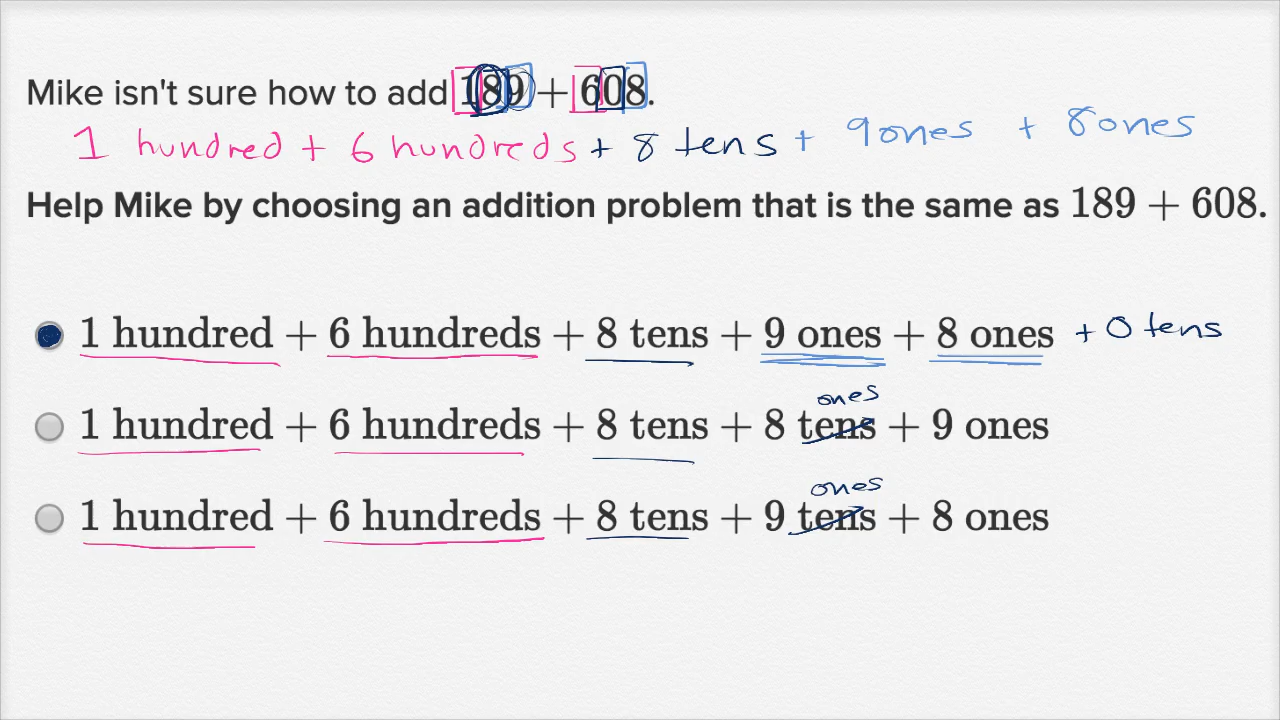 Mike isn't sure how to add 189 + 608.
1 hundred + 6 hundreds + 8 tens + 9 ones + 8 ones
Help Mike by choosing an addition problem that is the same as 189 + 608.
1 hundred + 6 hundreds + 8 tens + 9 ones + 8 ones + 0 tens
ones
1 hundred + 6 hundreds + 8 tens + 8 tens + 9 ones
ones
1 hundred + 6 hundreds + 8 tens + 9 tens + 8 ones